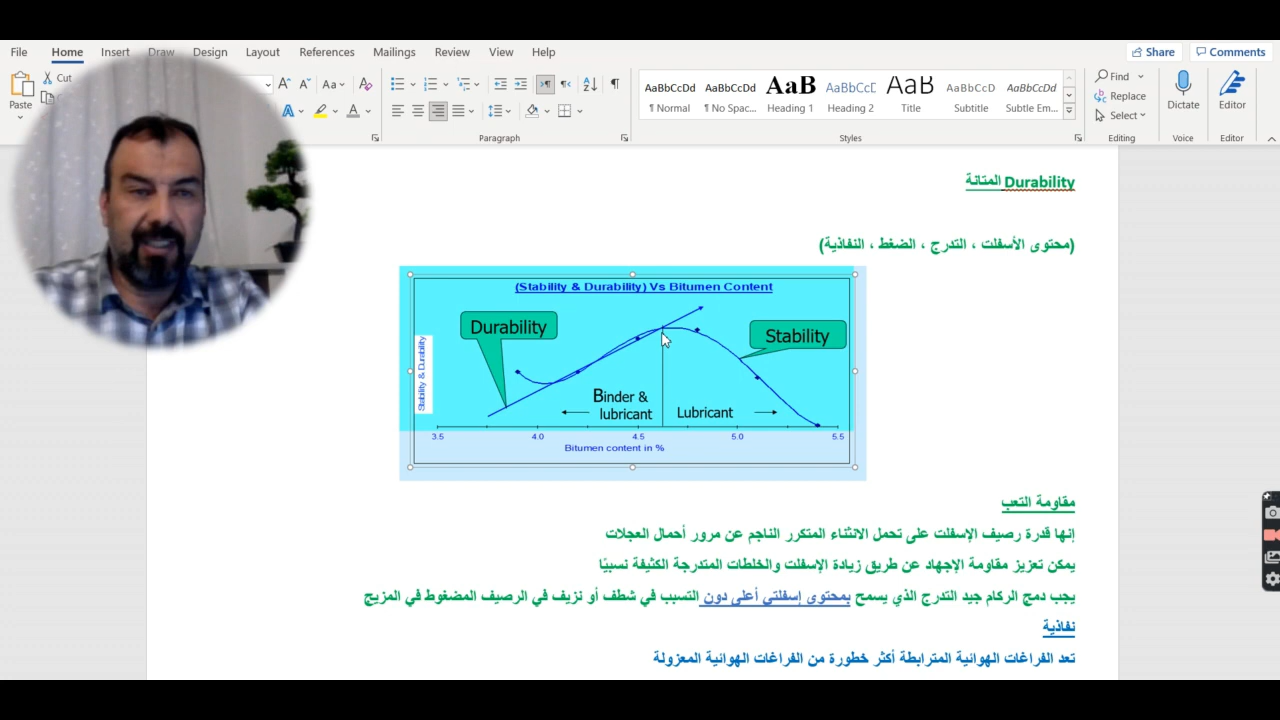 File Home Insert Draw Design Layout References Mailings Review View Help Share Comments
Cut
Paste
Aa
AaBbCcDd AaBbCcDd AaB AaBbCcE AaB AaBbCcD AaBbCcDd
¶ Normal ¶ No Spac... Heading 1 Heading 2 Title Subtitle Subtle Em...
Find
Replace
Select
Dictate
Editor
Paragraph Styles Editing Voice Editor
Durability المتانة
(محتوى الأسفلت ، التدرج ، الضغط ، النفاذية)
(Stability & Durability) Vs Bitumen Content
Durability
Stability
Stability & Durability
Binder &
lubricant
Lubricant
3.5 4.0 4.5 5.0 5.5
Bitumen content in %
مقاومة التعب
إنها قدرة رصيف الإسفلت على تحمل الانثناء المتكرر الناجم عن مرور أحمال العجلات
يمكن تعزيز مقاومة الإجهاد عن طريق زيادة الإسفلت والخلطات المتدرجة الكثيفة نسبيًا
يجب دمج الركام جيد التدرج الذي يسمح بمحتوى إسفلتي أعلى دون التسبب في شطف أو نزيف في الرصيف المضغوط في المزيج
نفاذية
تعد الفراغات الهوائية المترابطة أكثر خطورة من الفراغات الهوائية المعزولة